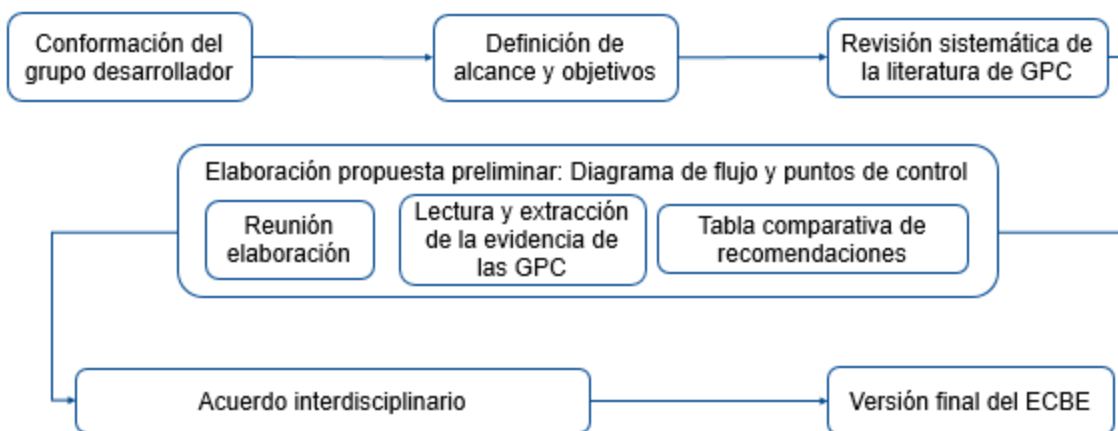 Conformación del
grupo desarrollador
Definición de
alcance y objetivos
Revisión sistemática de
la literatura de GPC
Elaboración propuesta preliminar: Diagrama de flujo y puntos de control
Reunión
elaboración
Lectura y extracción
de la evidencia de
las GPC
Tabla comparativa de
recomendaciones
Acuerdo interdisciplinario
Versión final del ECBE